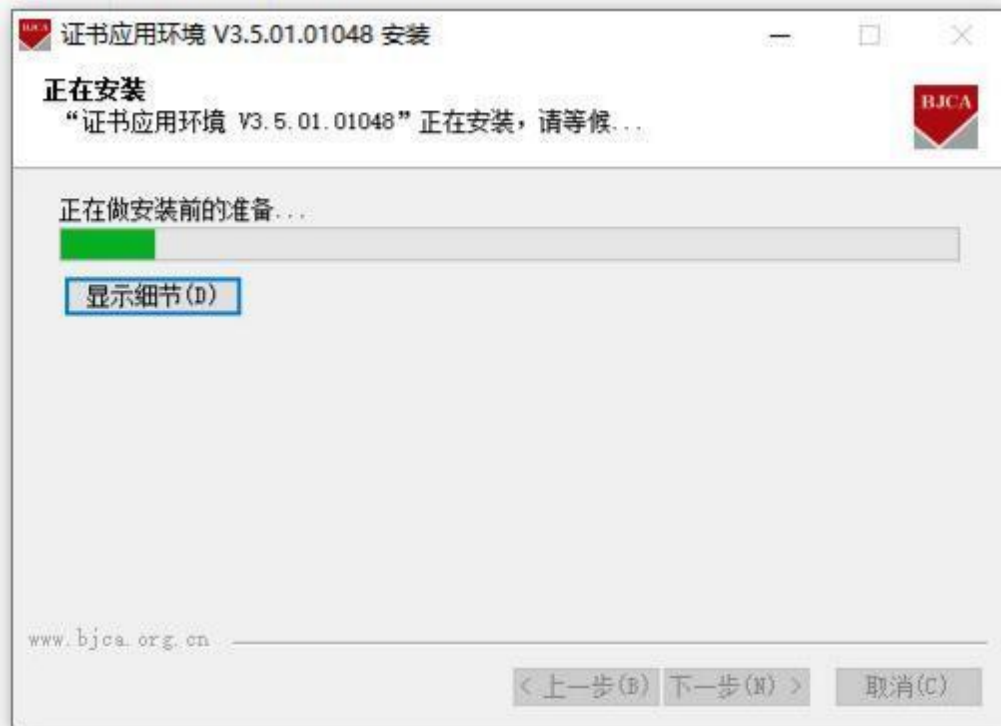 BJCA 证书应用环境 V3.5.01.01048 安装
正在安装
“证书应用环境 V3.5.01.01048”正在安装，请等候...
BJCA
正在做安装前的准备...
显示细节(D)
www.bjca.org.cn
< 上一步(B) 下一步(N) > 取消(C)